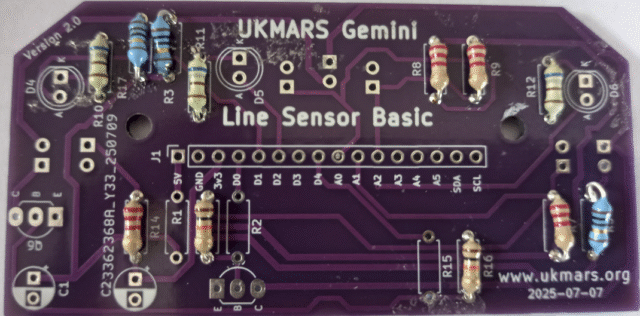 Version 2.0
UKMARS Gemini
R11
K
K
K
D4
R17
R3
D5
R8
R9
R12
D6
A
A
A
R10
Line Sensor Basic
J1
5V GND 3V3 D0 D1 D2 D3 D4 A0 A1 A2 A3 A4 A5 SDA SCL
C23362368A_Y33_250709
C B E
R14
R1
R2
C1
E B C
R15
R16
www.ukmars.org
2025-07-07